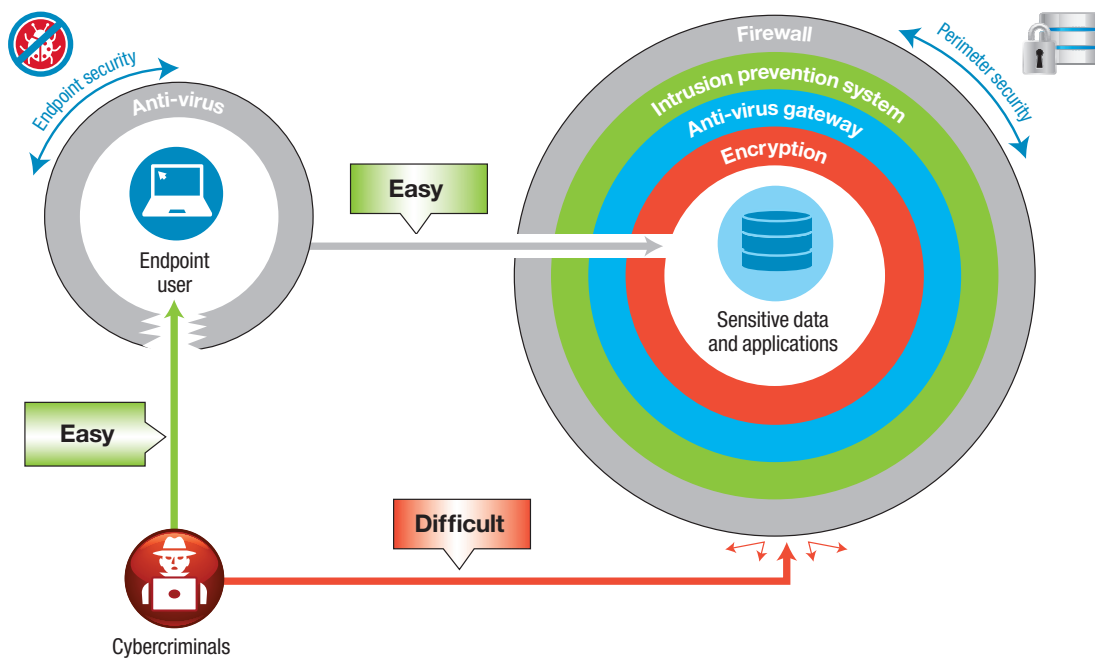 Endpoint security
Anti-virus
Endpoint
user
Easy
Easy
Cybercriminals
Difficult
Firewall
Intrusion prevention system
Anti-virus gateway
Encryption
Sensitive data
and applications
Perimeter security